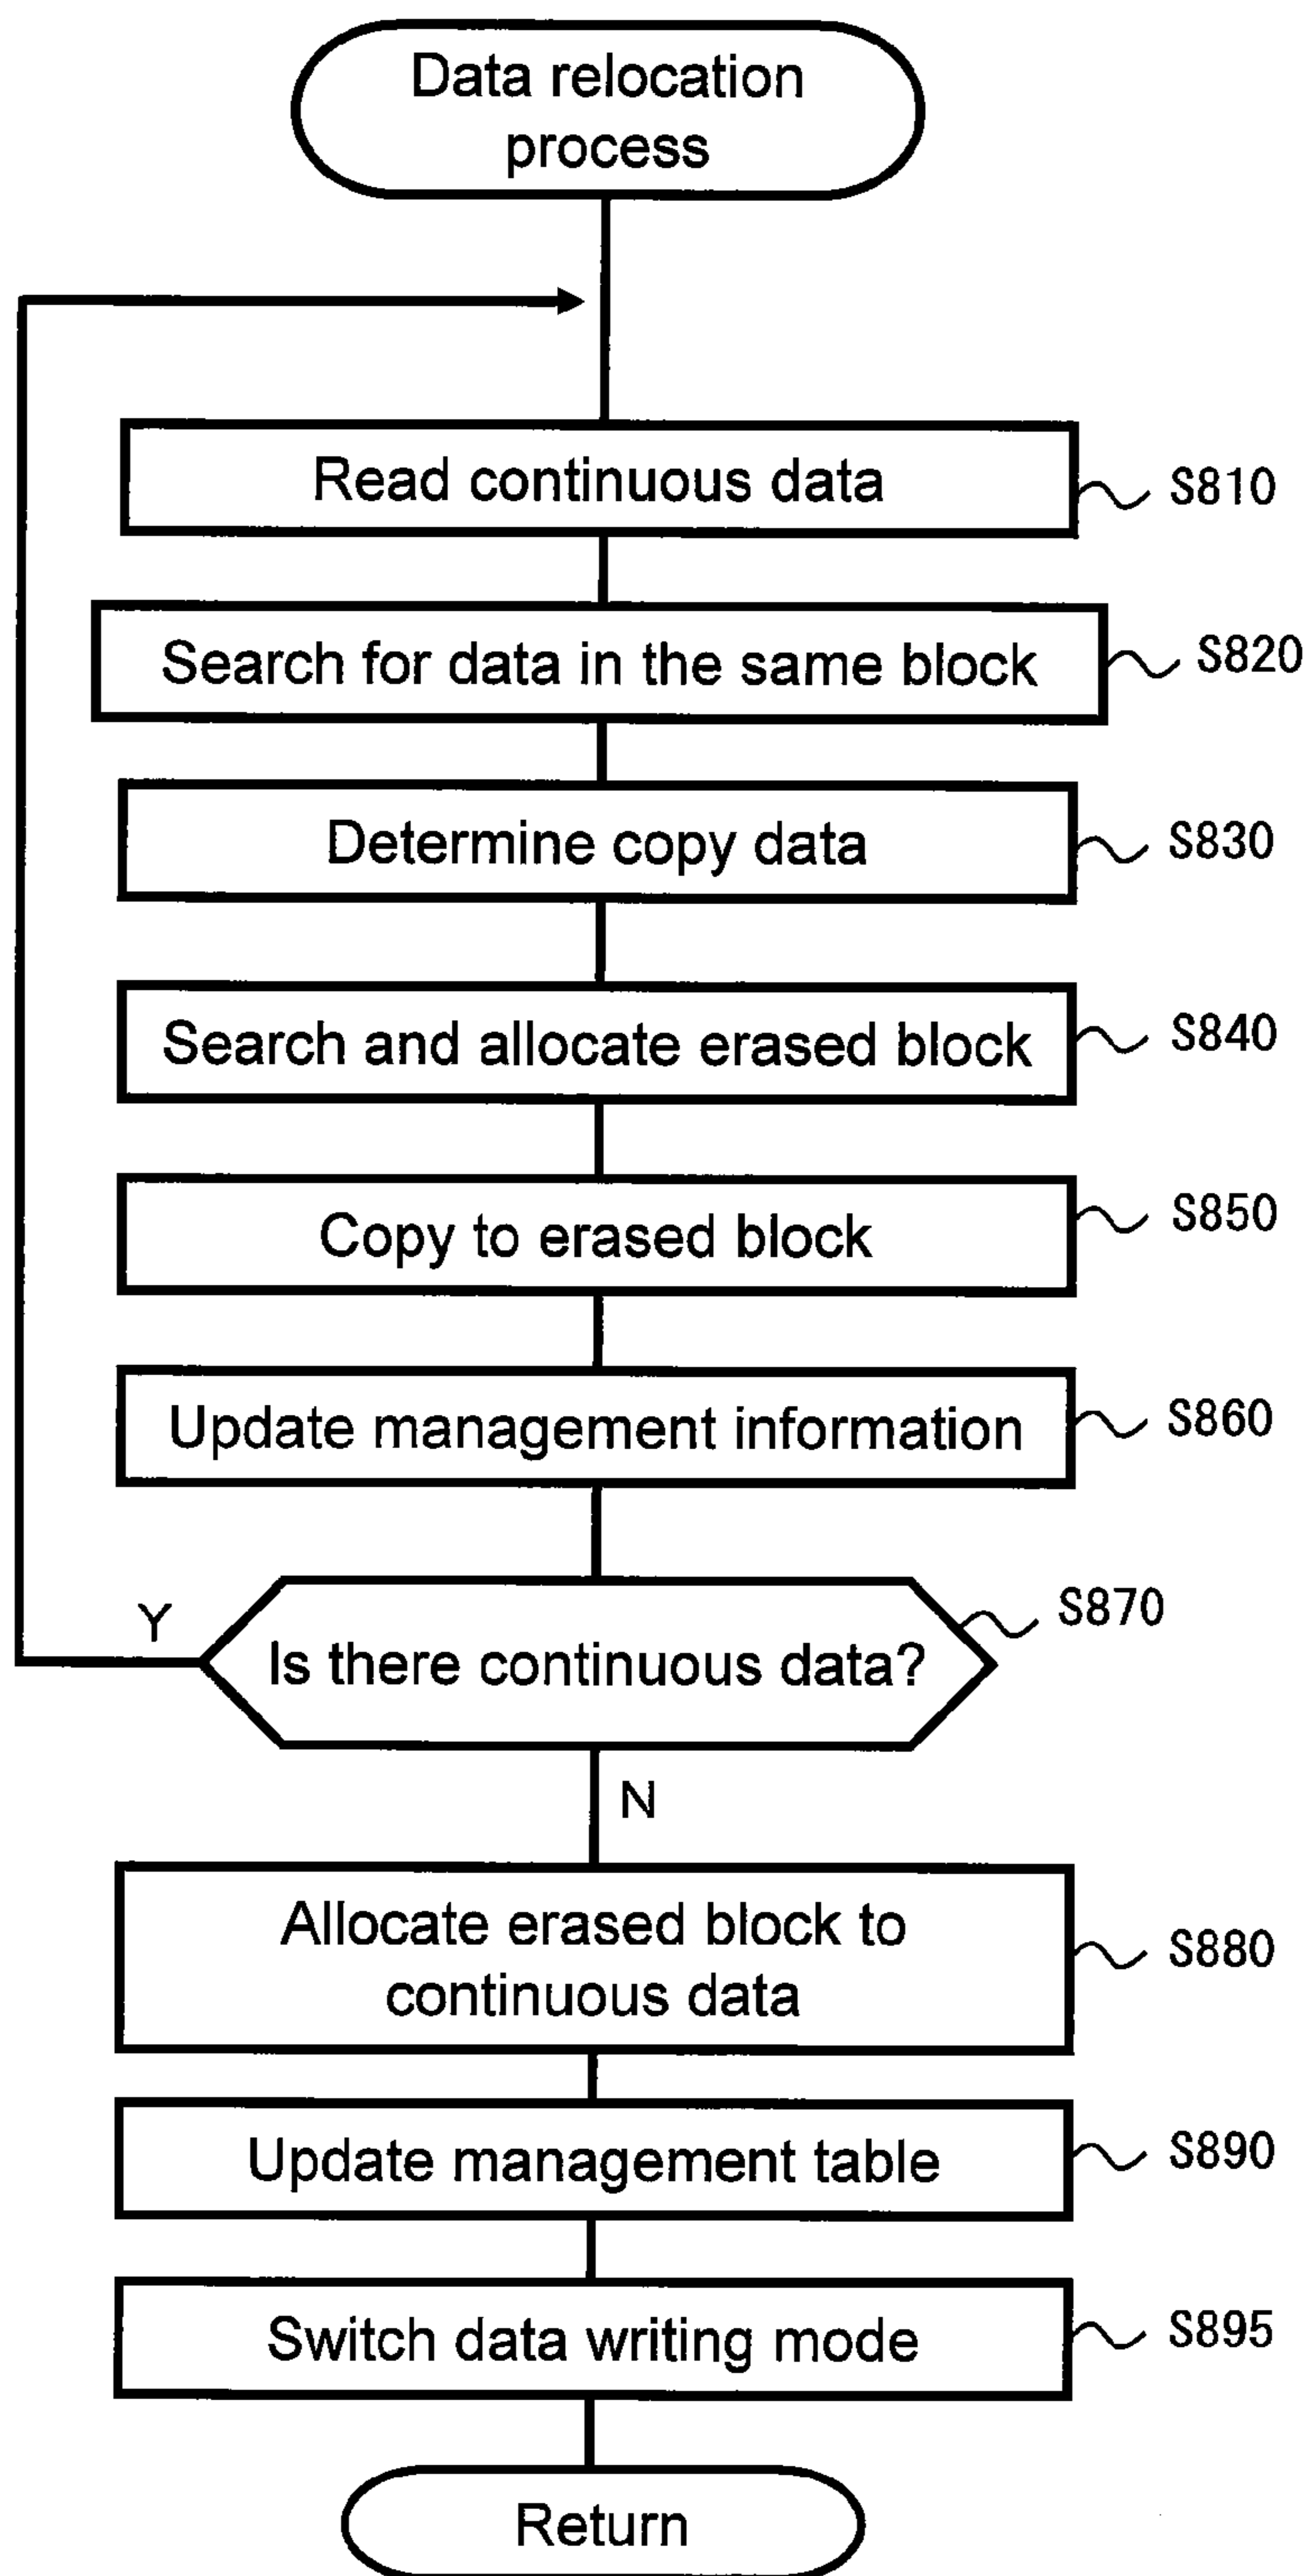 Data relocation
process
Read continuous data
S810
Search for data in the same block
S820
Determine copy data
S830
Search and allocate erased block
S840
Copy to erased block
S850
Update management information
S860
Y
Is there continuous data?
S870
N
Allocate erased block to
continuous data
S880
Update management table
S890
Switch data writing mode
S895
Return